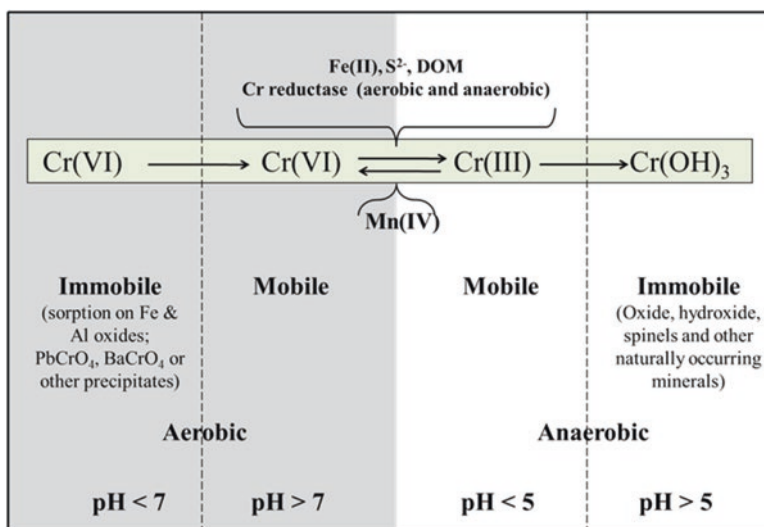 Fe(II), S²⁻, DOM
Cr reductase (aerobic and anaerobic)
Cr(VI) Cr(VI) Cr(III) Cr(OH)₃
Mn(IV)
Immobile
(sorption on Fe &
Al oxides;
PbCrO₄, BaCrO₄ or
other precipitates)
Mobile
Mobile
Immobile
(Oxide, hydroxide,
spinels and other
naturally occurring
minerals)
Aerobic
Anaerobic
pH < 7
pH > 7
pH < 5
pH > 5